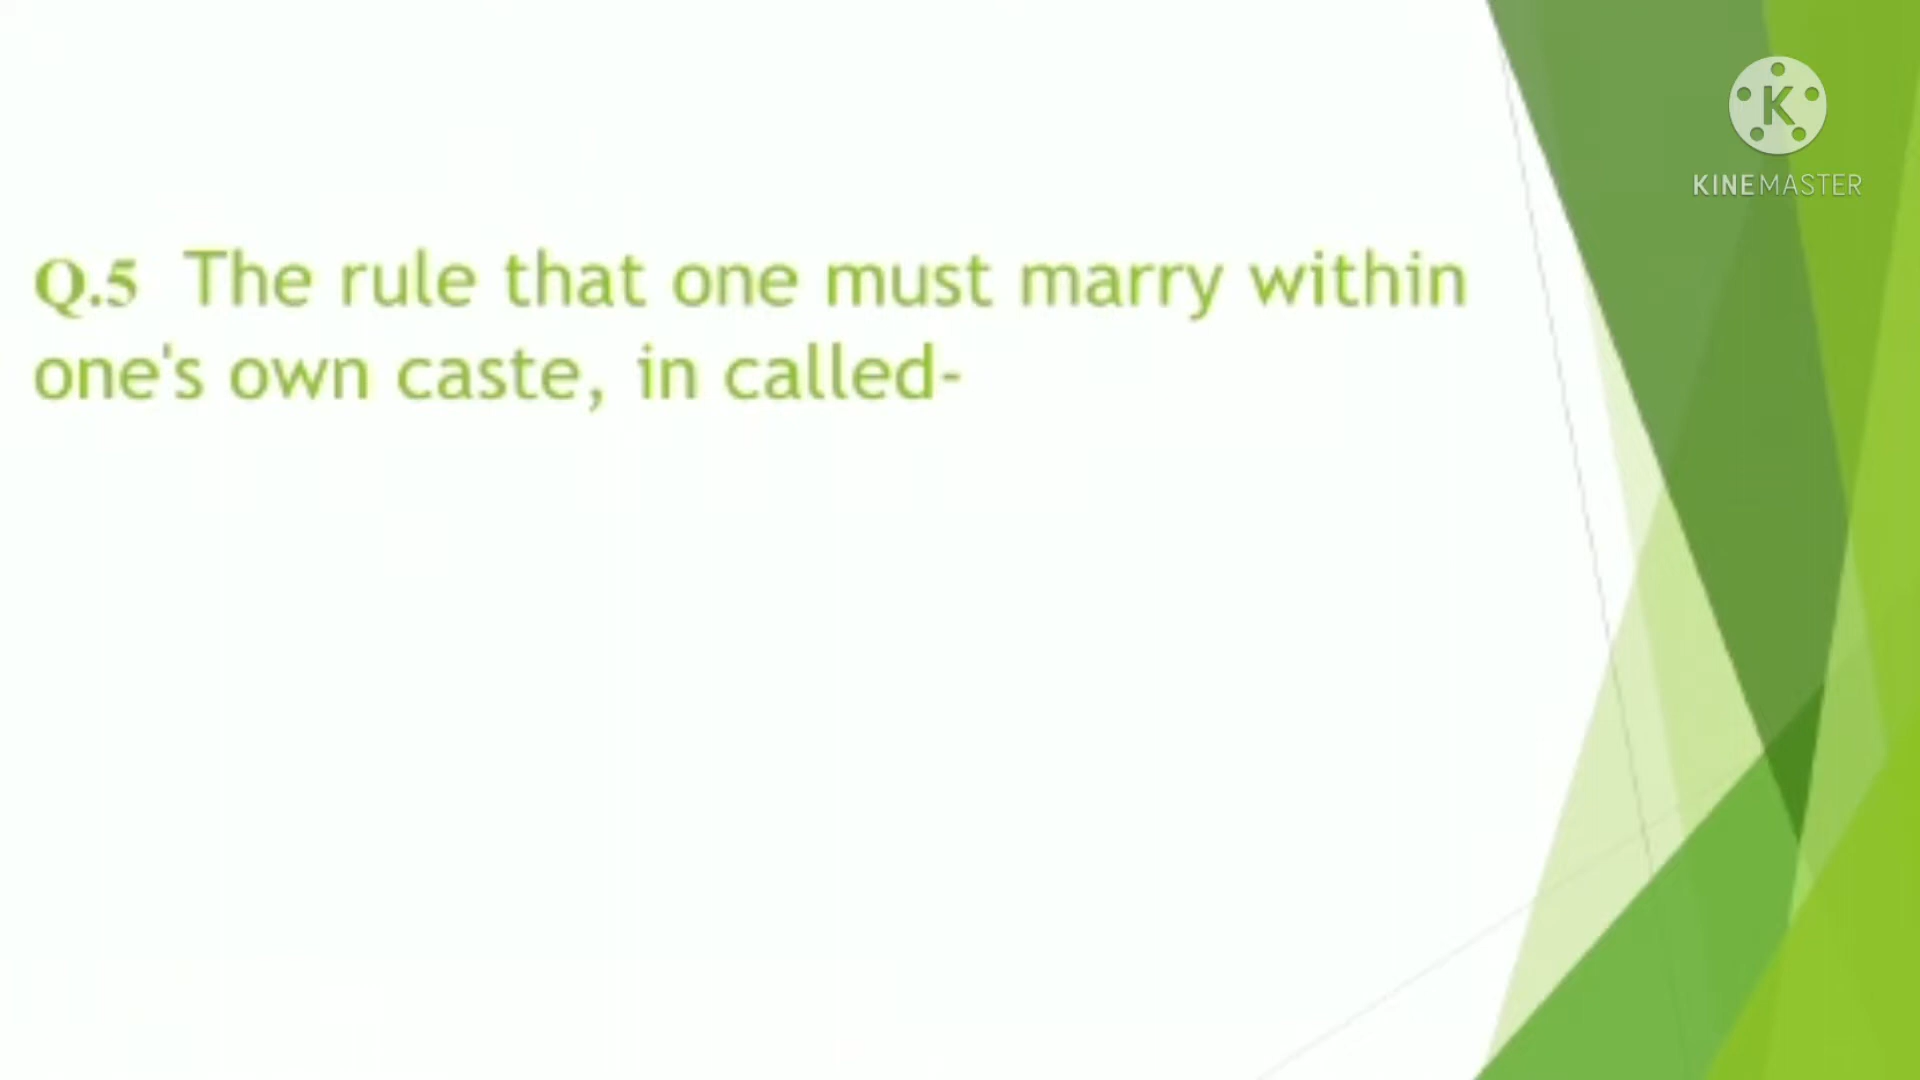 K
KINEMASTER
Q.5 The rule that one must marry within
one's own caste, in called-